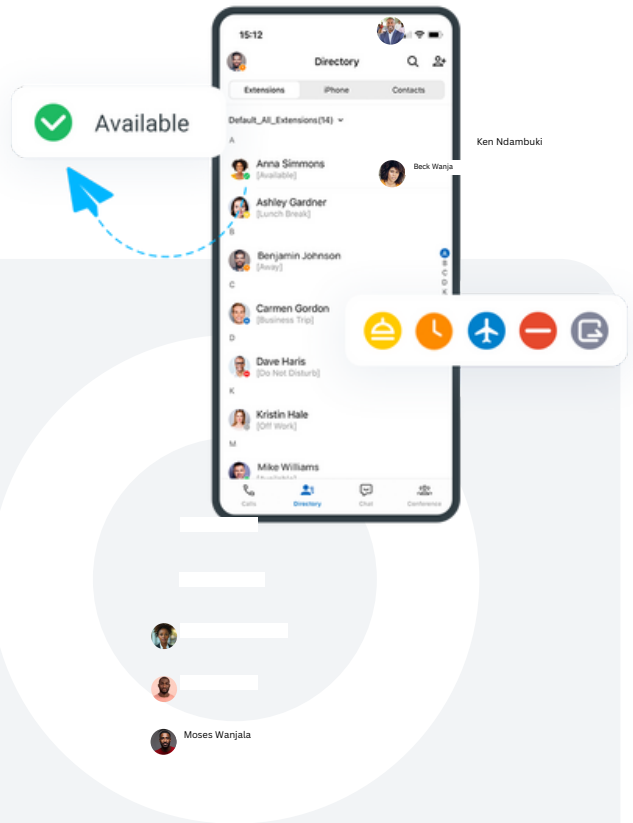 15:12
Directory
Extensions iPhone Contacts
Available
Default_All_Extensions(14)
A
Ken Ndambuki
Anna Simmons
[Available]
Beck Wanja
Ashley Gardner
[Lunch Break]
B
Benjamin Johnson
[Away]
A
B
C
D
K
C
Carmen Gordon
[Business Trip]
D
Dave Haris
[Do Not Disturb]
K
Kristin Hale
[Off Work]
M
Mike Williams
[Available]
Calls Directory Chat Conference
Moses Wanjala